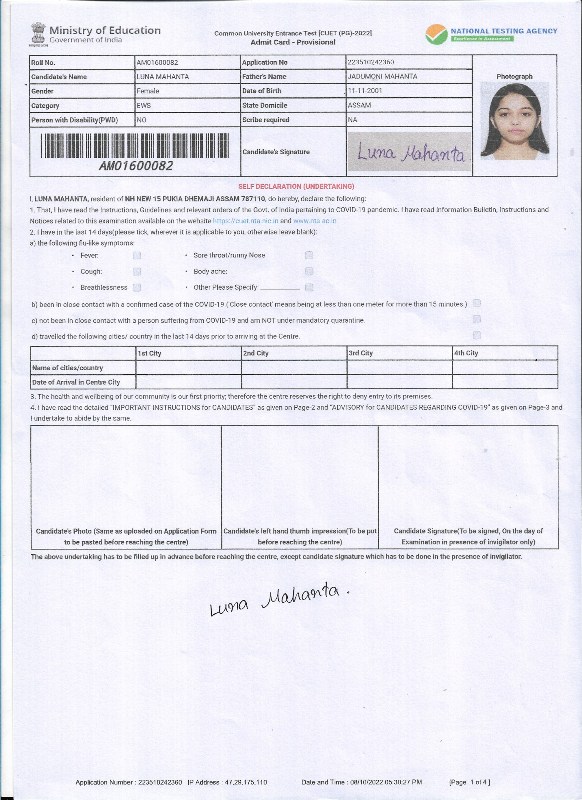 Ministry of Education
Government of India
Common University Entrance Test [CUET (PG)-2022]
Admit Card - Provisional
NATIONAL TESTING AGENCY
Excellence in Assessment
Roll No. AM01600082 Application No 223510242360
Candidate's Name LUNA MAHANTA Father's Name JADUMONI MAHANTA
Gender Female Date of Birth 11-11-2001
Category EWS State Domicile ASSAM
Person with Disability(PWD) NO Scribe required NA
Photograph
AM01600082
Candidate's Signature Luna Mahanta
SELF DECLARATION (UNDERTAKING)
I, LUNA MAHANTA, resident of NH NEW 15 PUKIA DHEMAJI ASSAM 787110, do hereby, declare the following:
1. That, I have read the Instructions, Guidelines and relevant orders of the Govt. of India pertaining to COVID-19 pandemic. I have read Information Bulletin, Instructions and
Notices related to this examination available on the website https://cuet.nta.nic.in and www.nta.ac.in
2. I have in the last 14 days(please tick, wherever it is applicable to you, otherwise leave blank):
a) the following flu-like symptoms:
• Fever: • Sore throat/runny Nose
• Cough: • Body ache:
• Breathlessness • Other Please Specify
b) been in close contact with a confirmed case of the COVID-19 ( 'Close contact' means being at less than one meter for more than 15 minutes )
c) not been in close contact with a person suffering from COVID-19 and am NOT under mandatory quarantine.
d) travelled the following cities/ country in the last 14 days prior to arriving at the Centre.
1st City 2nd City 3rd City 4th City
Name of cities/country
Date of Arrival in Centre City
3. The health and wellbeing of our community is our first priority; therefore the centre reserves the right to deny entry to its premises.
4. I have read the detailed "IMPORTANT INSTRUCTIONS for CANDIDATES" as given on Page-2 and "ADVISORY for CANDIDATES REGARDING COVID-19" as given on Page-3 and
I undertake to abide by the same.
Candidate's Photo (Same as uploaded on Application Form
to be pasted before reaching the centre)
Candidate's left hand thumb impression(To be put
before reaching the centre)
Candidate Signature(To be signed, On the day of
Examination in presence of invigilator only)
The above undertaking has to be filled up in advance before reaching the centre, except candidate signature which has to be done in the presence of invigilator.
Luna Mahanta.
Application Number : 223510242360 IP Address : 47,29,175,110 Date and Time : 08/10/2022 05:30:27 PM [Page 1 of 4]